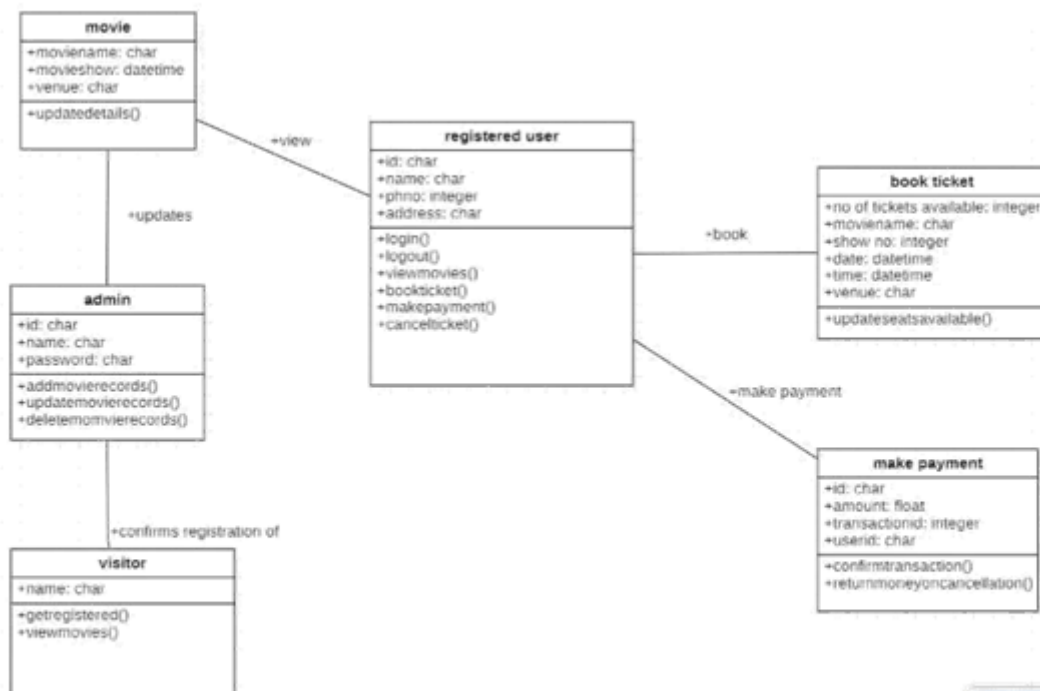 movie
+moviename: char
+movieshow: datetime
+venue: char
+updatedetails()
+view
registered user
+id: char
+name: char
+phno: integer
+address: char
+login()
+logout()
+viewmovies()
+bookticket()
+makepayment()
+cancelticket()
+book
book ticket
+no of tickets available: integer
+moviename: char
+show no: integer
+date: datetime
+time: datetime
+venue: char
+updateseatsavailable()
+updates
admin
+id: char
+name: char
+password: char
+addmovierecords()
+updatemovierecords()
+deletemomvierecords()
+make payment
make payment
+id: char
+amount: float
+transactionid: integer
+userid: char
+confirmtransaction()
+returnmoneyoncancellation()
+confirms registration of
visitor
+name: char
+getregistered()
+viewmovies()